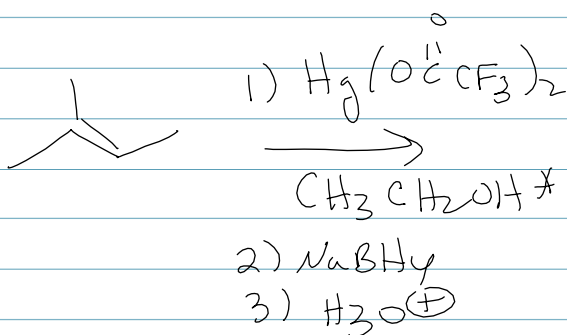 O
1) Hg(OCCF3)2
CH3CH2OH*
2) NaBH4
3) H3O+